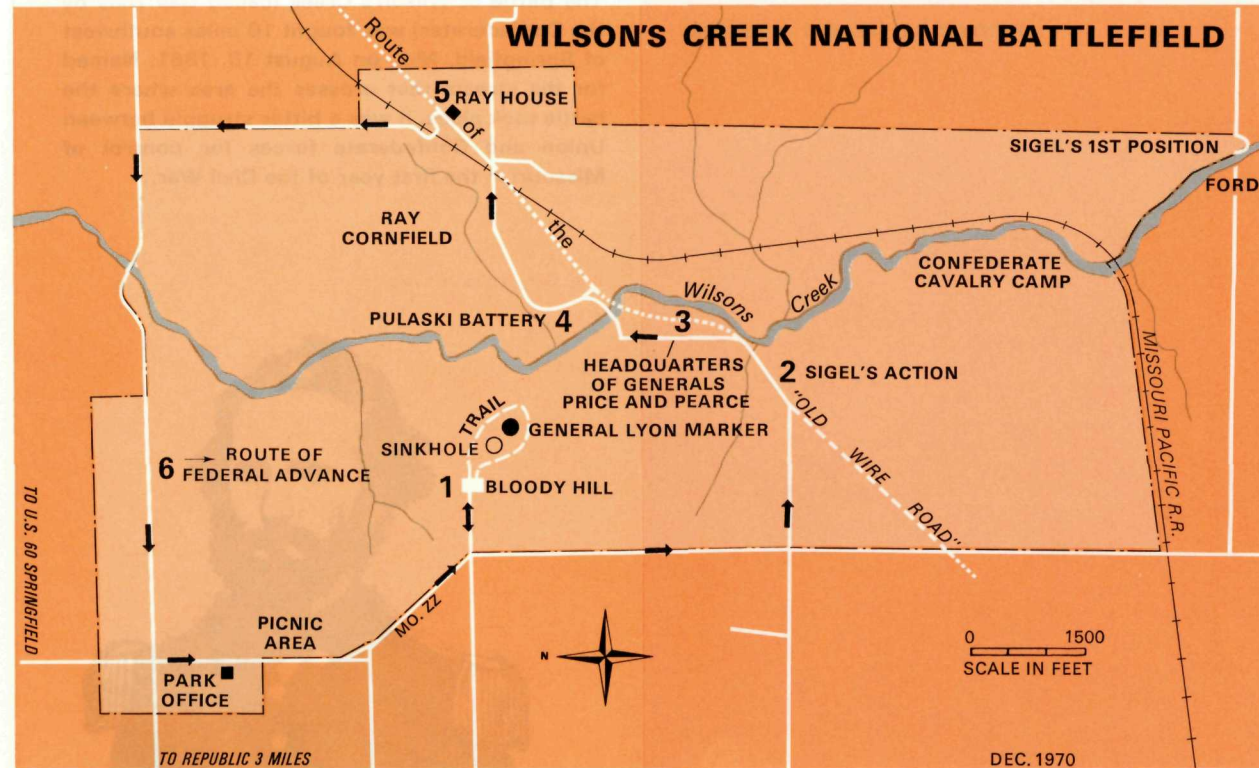 WILSON'S CREEK NATIONAL BATTLEFIELD
Route of the
5 RAY HOUSE
SIGEL'S 1ST POSITION
FORD
RAY
CORNFIELD
CONFEDERATE
CAVALRY CAMP
Wilsons Creek
PULASKI BATTERY 4
3
HEADQUARTERS
OF GENERALS
PRICE AND PEARCE
2 SIGEL'S ACTION
"OLD WIRE ROAD"
MISSOURI PACIFIC R.R.
TRAIL
GENERAL LYON MARKER
SINKHOLE
1 BLOODY HILL
6 → ROUTE OF
FEDERAL ADVANCE
TO U.S. 60 SPRINGFIELD
MO. ZZ
PICNIC
AREA
PARK
OFFICE
N
0 1500
SCALE IN FEET
TO REPUBLIC 3 MILES
DEC. 1970